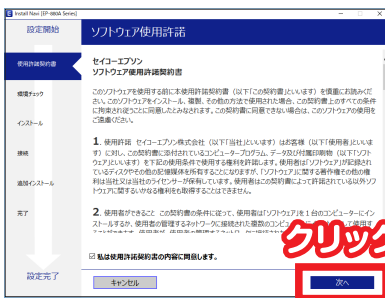 Install Navi [EP-880A Series]
設定開始
ソフトウェア使用許諾
使用許諾契約書
環境チェック
インストール
接続
追加インストール
完了
設定完了
セイコーエプソン
ソフトウェア使用許諾契約書
このソフトウェアを使用する前に本使用許諾契約書（以下「この契約書」といいます）を慎重にお読みくだ
さい。このソフトウェアをインストール、複製、その他の方法で使用された場合、この契約書上のすべての条件
に拘束されることに同意したとみなされます。この契約書に同意できない場合は、このソフトウェアの使用を
ご遠慮ください。
1. 使用許諾 セイコーエプソン株式会社（以下「当社」といいます）はお客様（以下「使用者」といいま
す）に対し、この契約書に添付されているコンピュータープログラム、データ及び付属印刷物（以下「ソフト
ウェア」といいます）を下記の使用条件で使用する権利を許諾します。使用者は「ソフトウェア」が記録され
ているディスクやその他の記憶媒体を所有することになりますが、「ソフトウェア」に関する著作権その他の権
利は当社又は当社のライセンサーが保有しています。使用者はこの契約書によって許諾されている以外「ソフ
トウェア」に関するいかなる権利をも取得することはできません。
2. 使用者ができること この契約書の条件に従って、使用者は「ソフトウェア」を 1 台のコンピューターにイン
ストールするか、使用者の管理するネットワークに接続された複数のコンピュー
クリック
☑ 私は使用許諾契約書の内容に同意します。
キャンセル
次へ